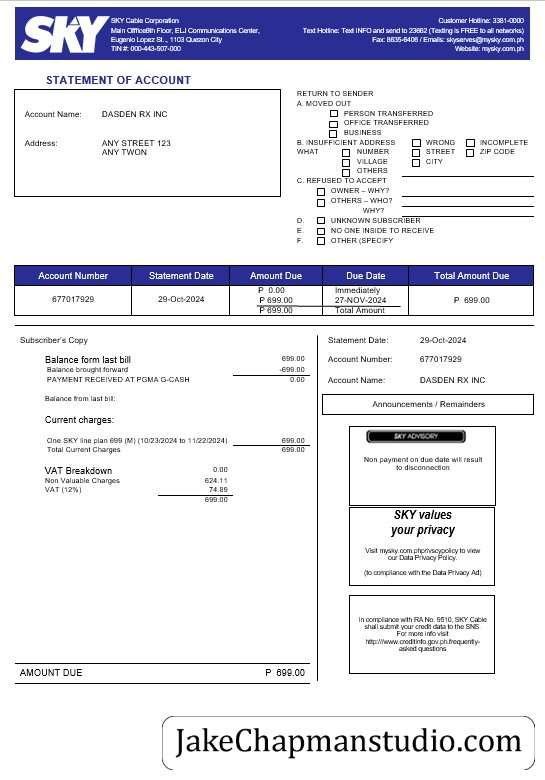 SKY
SKY Cable Corporation
Main Offfice8th Floor, ELJ Communications Center,
Eugenio Lopez St ., 1103 Quezon City
TIN #: 000-443-507-000
Customer Hotline: 3381-0000
Text Hotline: Text INFO and send to 23662 (Texting is FREE to all networks)
Fax: 8635-6406 / Emails: skyserves@mysky.com.ph
Website: mysky.com.ph
STATEMENT OF ACCOUNT
Account Name: DASDEN RX INC
Address: ANY STREET 123
ANY TWON
RETURN TO SENDER
A. MOVED OUT
PERSON TRANSFERRED
OFFICE TRANSFERRED
BUSINESS
B. INSUFFICIENT ADDRESS WRONG INCOMPLETE
WHAT NUMBER STREET ZIP CODE
VILLAGE CITY
OTHERS
C. REFUSED TO ACCEPT
OWNER – WHY?
OTHERS – WHO?
WHY?
D. UNKNOWN SUBSCRIBER
E. NO ONE INSIDE TO RECEIVE
F. OTHER (SPECIFY
Account Number Statement Date Amount Due Due Date Total Amount Due
P 0.00 Immediately
677017929 29-Oct-2024 P 699.00 27-NOV-2024 P 699.00
P 699.00 Total Amount
Subscriber's Copy
Balance form last bill 699.00
Balance brought forward -699.00
PAYMENT RECEIVED AT PGMA G-CASH 0.00
Balance from last bill:
Current charges:
One SKY line plan 699 (M) (10/23/2024 to 11/22/2024) 699.00
Total Current Charges 699.00
VAT Breakdown 0.00
Non Valuable Charges 624.11
VAT (12%) 74.89
699.00
AMOUNT DUE P 699.00
Statement Date: 29-Oct-2024
Account Number: 677017929
Account Name: DASDEN RX INC
Announcements / Remainders
SKY ADVISORY
Non payment on due date will result
to disconnection
SKY values
your privacy
Visit mysky.com.ph/privscypolicy to view
our Data Privacy Policy.
(to compliance with the Data Privacy Ad)
In compliance with RA No. 9510, SKY Cable
shall submit your credit data to the SNS
For more info visit
http:///www.creditinfo.gov.ph.frequently-
asked questions
JakeChapmanstudio.com